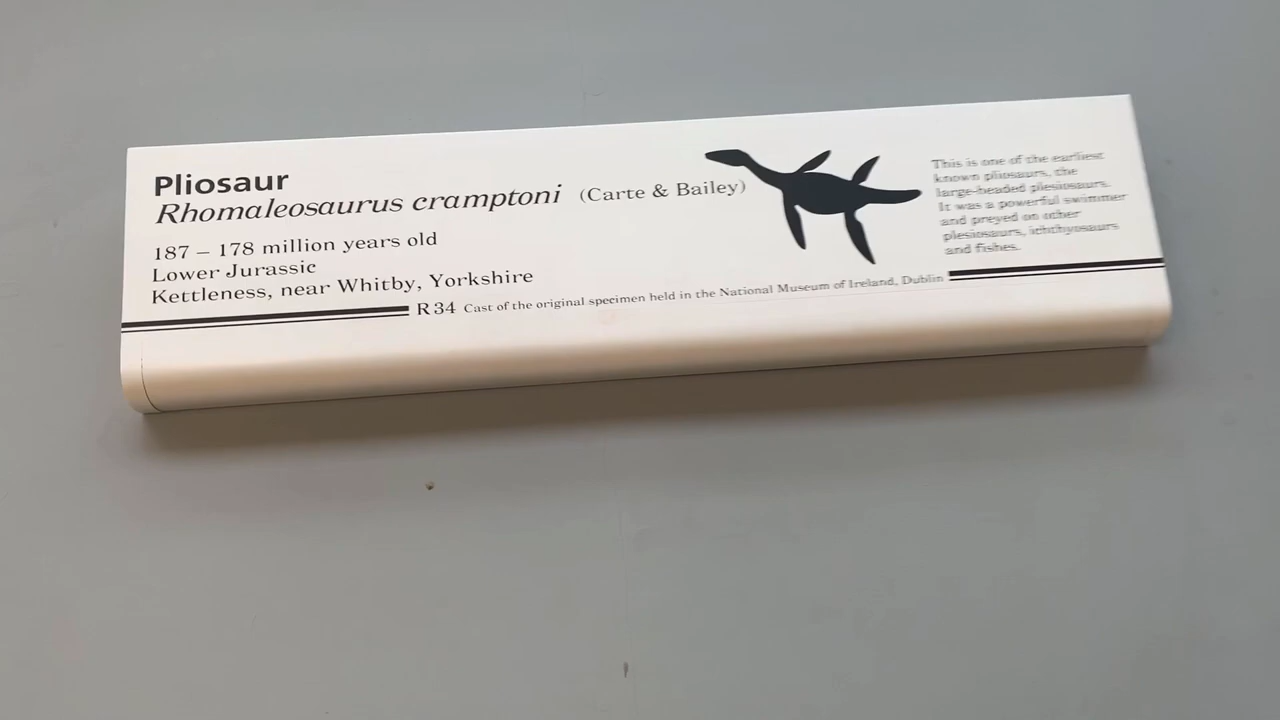 Pliosaur
Rhomaleosaurus cramptoni (Carte & Bailey)
187 – 178 million years old
Lower Jurassic
Kettleness, near Whitby, Yorkshire
R34 Cast of the original specimen held in the National Museum of Ireland, Dublin
This is one of the earliest
known pliosaurs, the
large-headed plesiosaurs.
It was a powerful swimmer
and preyed on other
plesiosaurs, ichthyosaurs
and fishes.